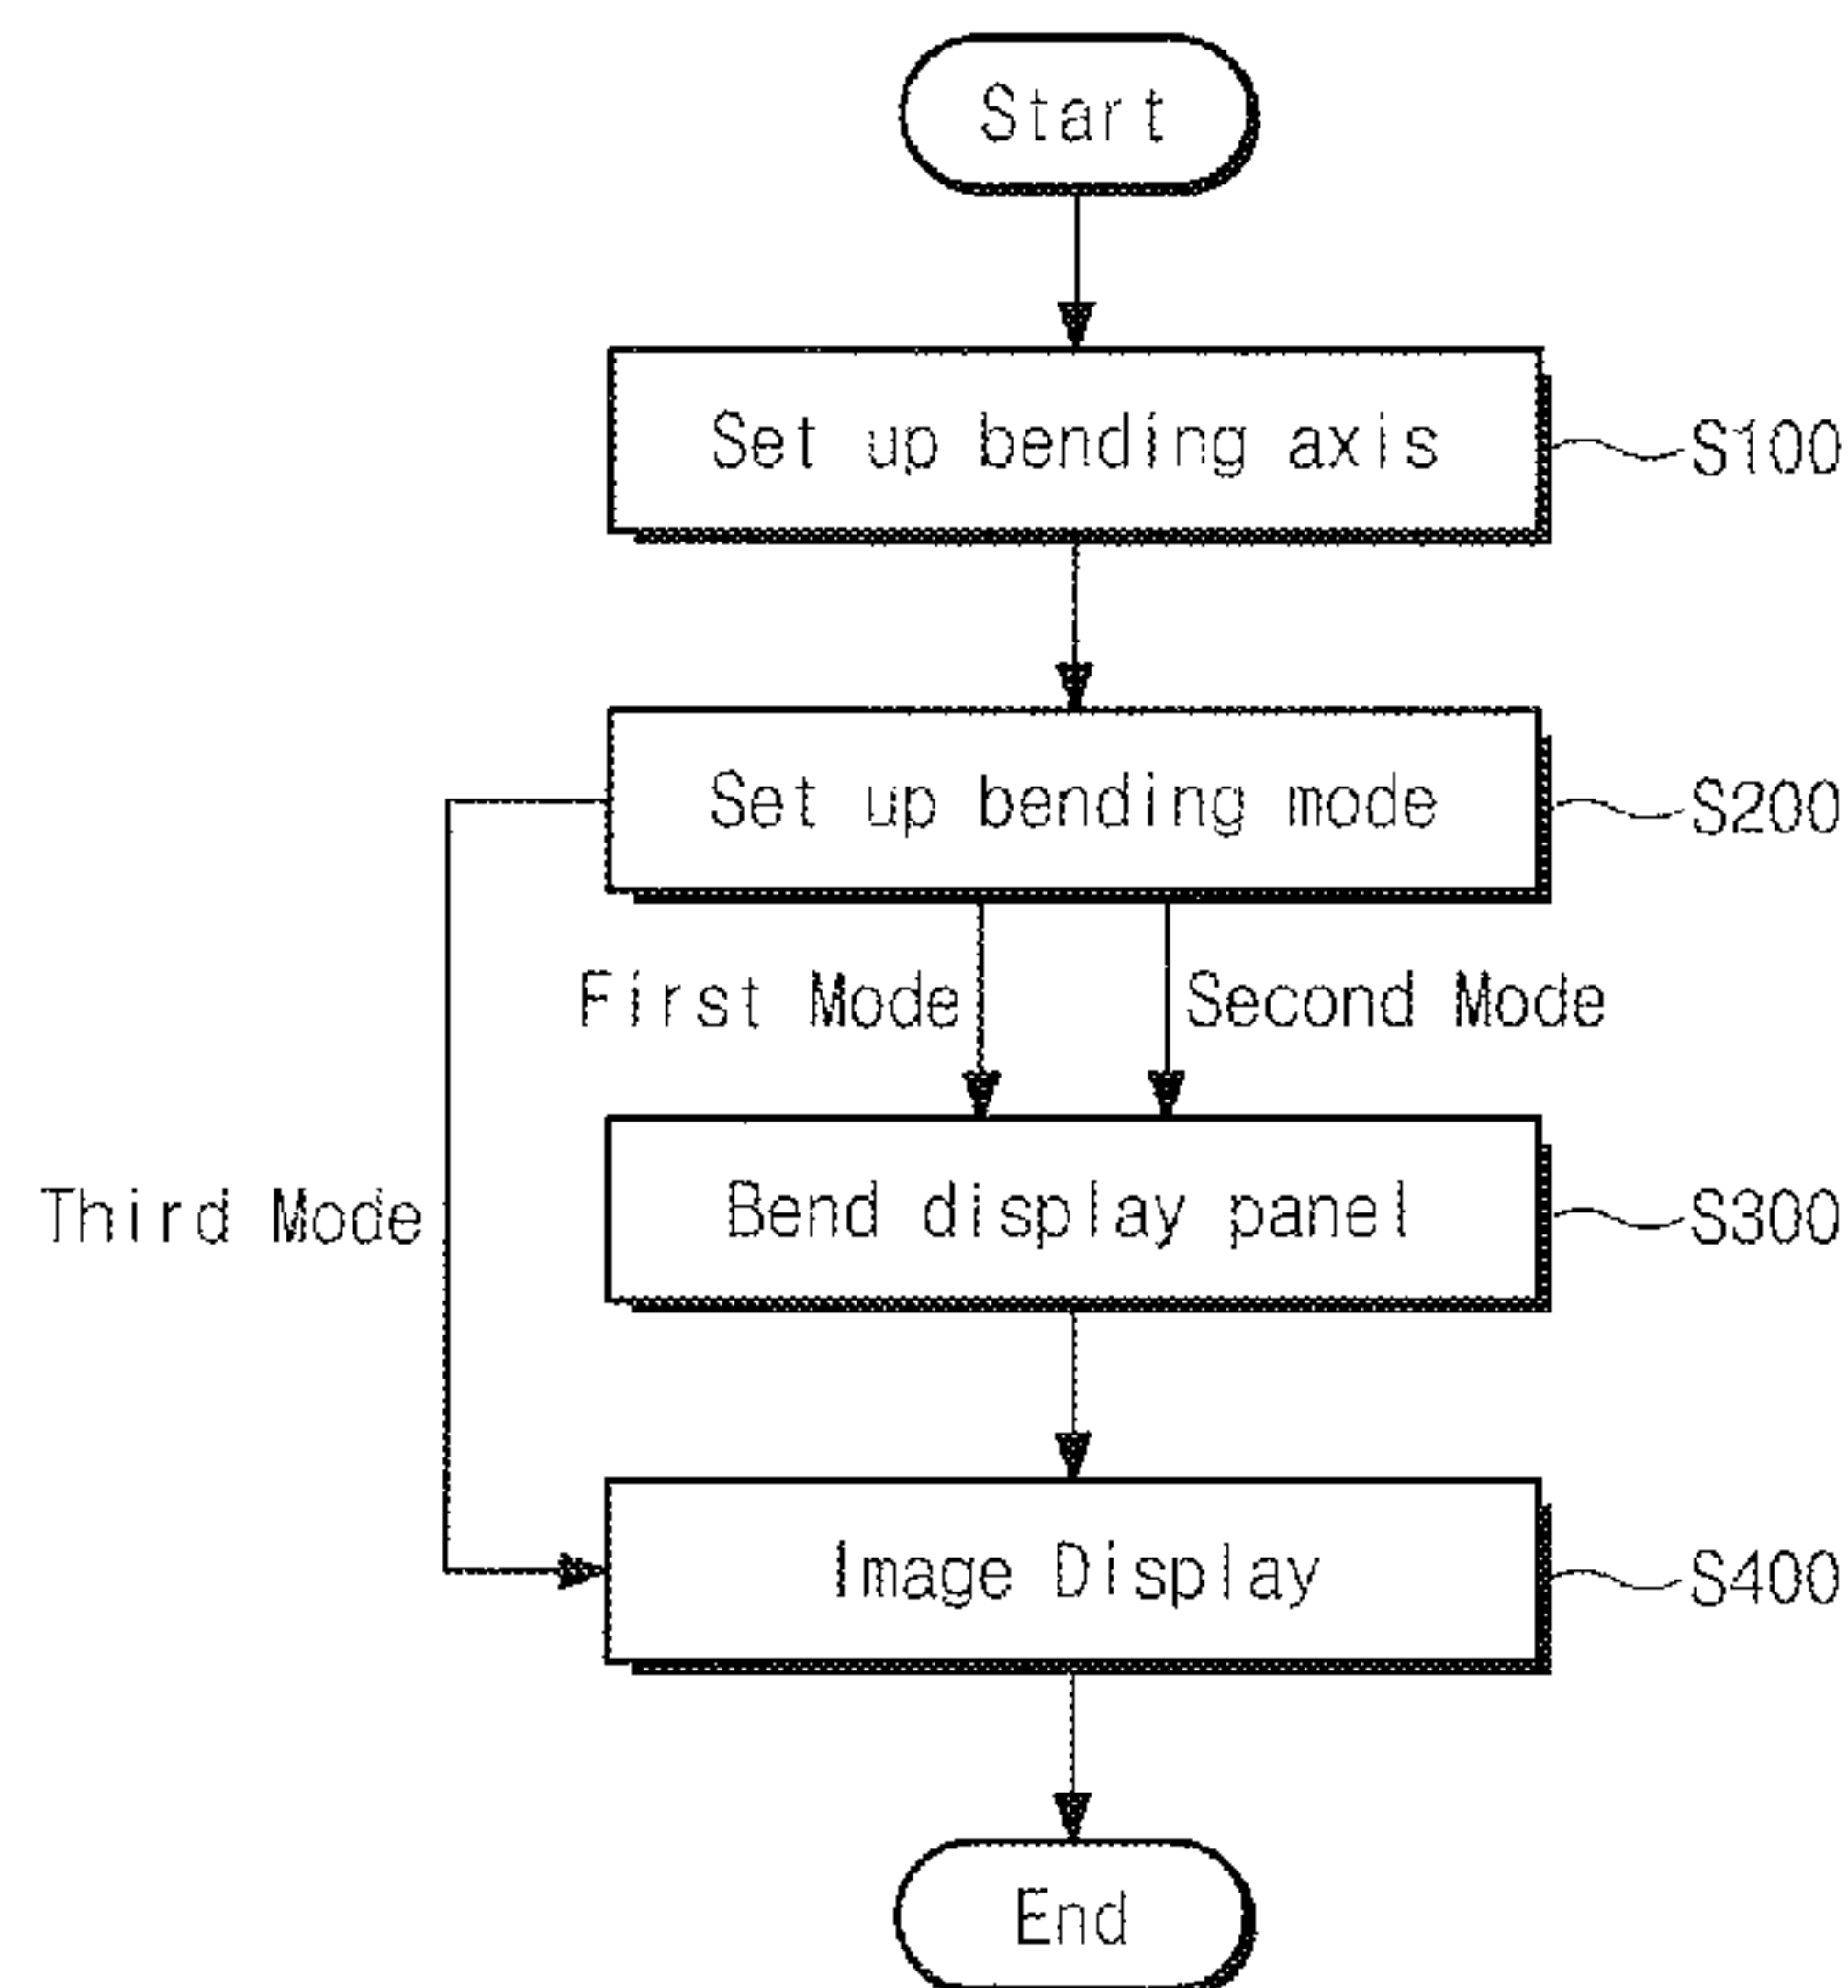 Start
Set up bending axis
S100
Set up bending mode
S200
First Mode
Second Mode
Third Mode
Bend display panel
S300
Image Display
S400
End